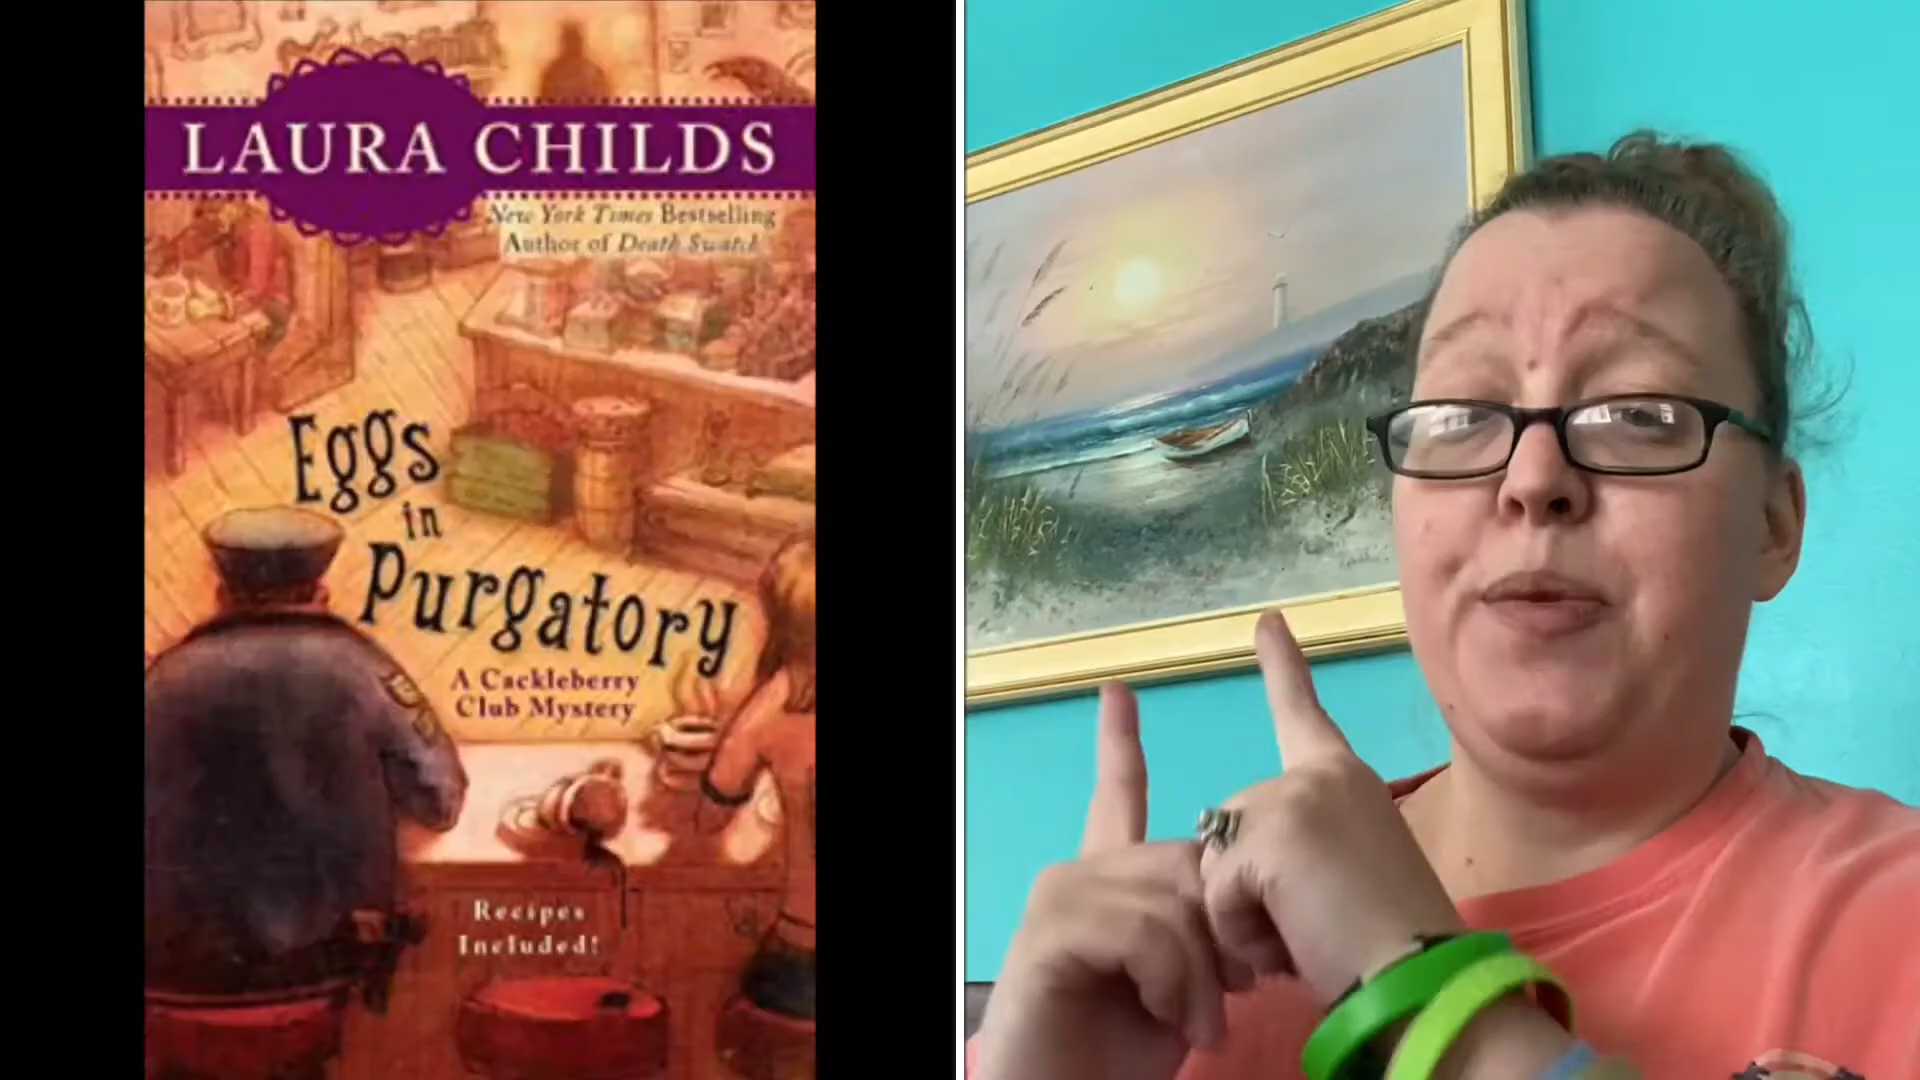 LAURA CHILDS
New York Times Bestselling
Author of Death Swatch
Eggs
in
Purgatory
A Cackleberry
Club Mystery
Recipes
Included!